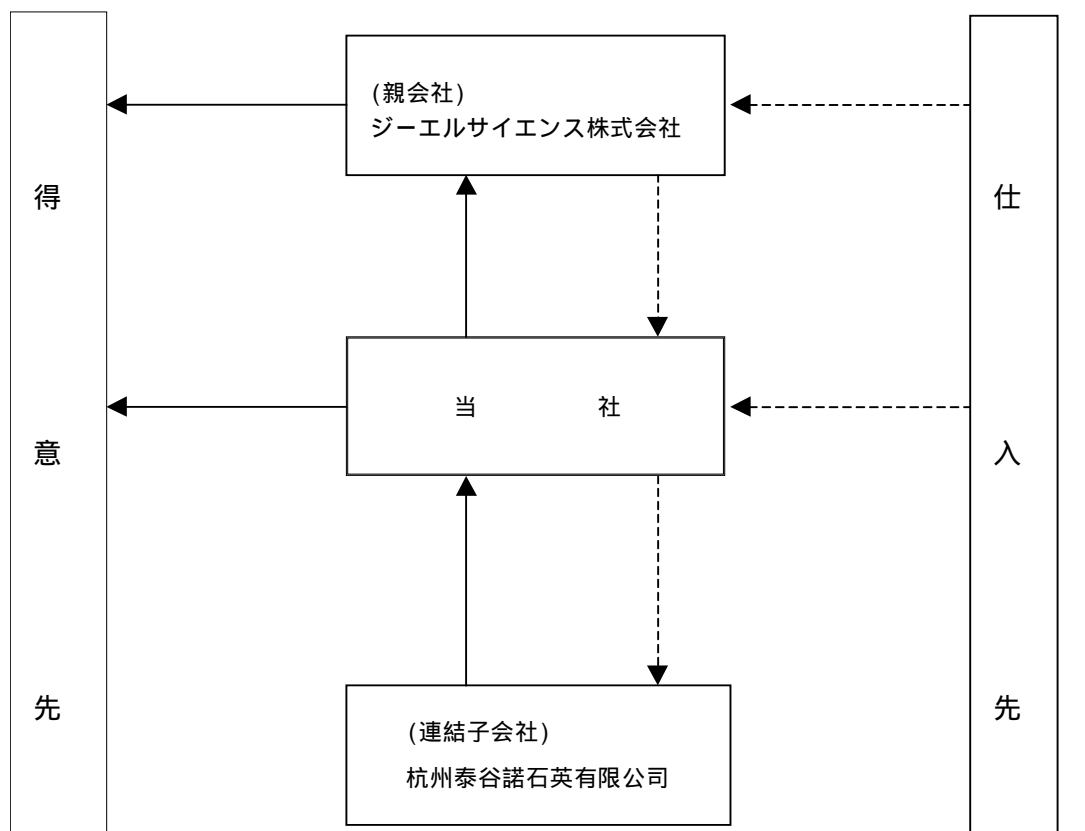 得意先
(親会社)
ジーエルサイエンス株式会社
当社
(連結子会社)
杭州泰谷諾石英有限公司
仕入先